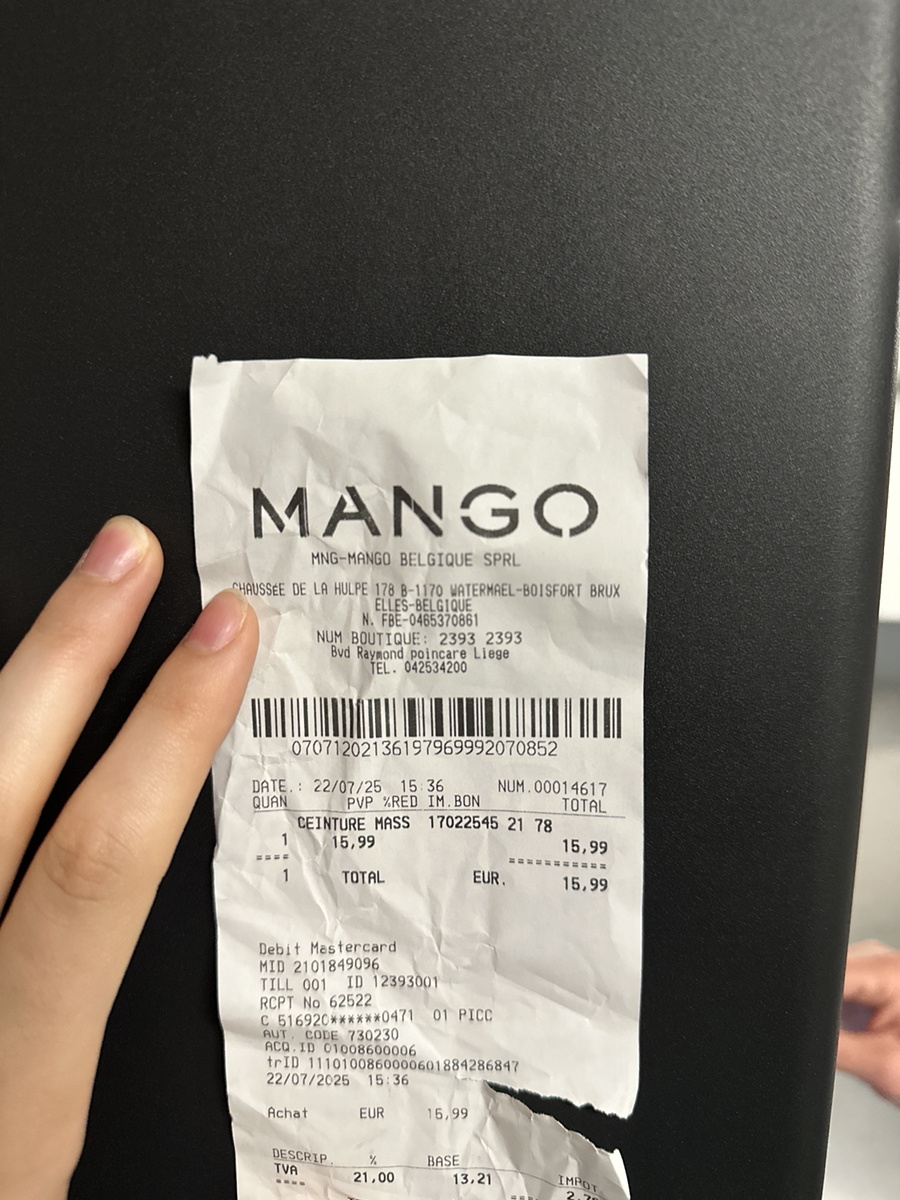 MANGO
MNG-MANGO BELGIQUE SPRL
CHAUSSéE DE LA HULPE 178 B-1170 WATERMAEL-BOISFORT BRUX
ELLES-BELGIQUE
N. FBE-0465370861
NUM BOUTIQUE: 2393 2393
Bvd Raymond poincare Liege
TEL. 042534200
07071202136197969992070852
DATE.: 22/07/25 15:36 NUM.00014617
QUAN PVP %RED IM.BON TOTAL
CEINTURE MASS 17022545 21 78
1 15,99 15,99
==== ===========
1 TOTAL EUR. 15,99
Debit Mastercard
MID 2101849096
TILL 001 ID 12393001
RCPT No 62522
C 516920******0471 01 PICC
AUT. CODE 730230
ACQ.ID 01008600006
trID 1110100860000601884286847
22/07/2025 15:36
Achat EUR 15,99
DESCRIP. % BASE IMPOT
TVA 21,00 13,21
==== ===